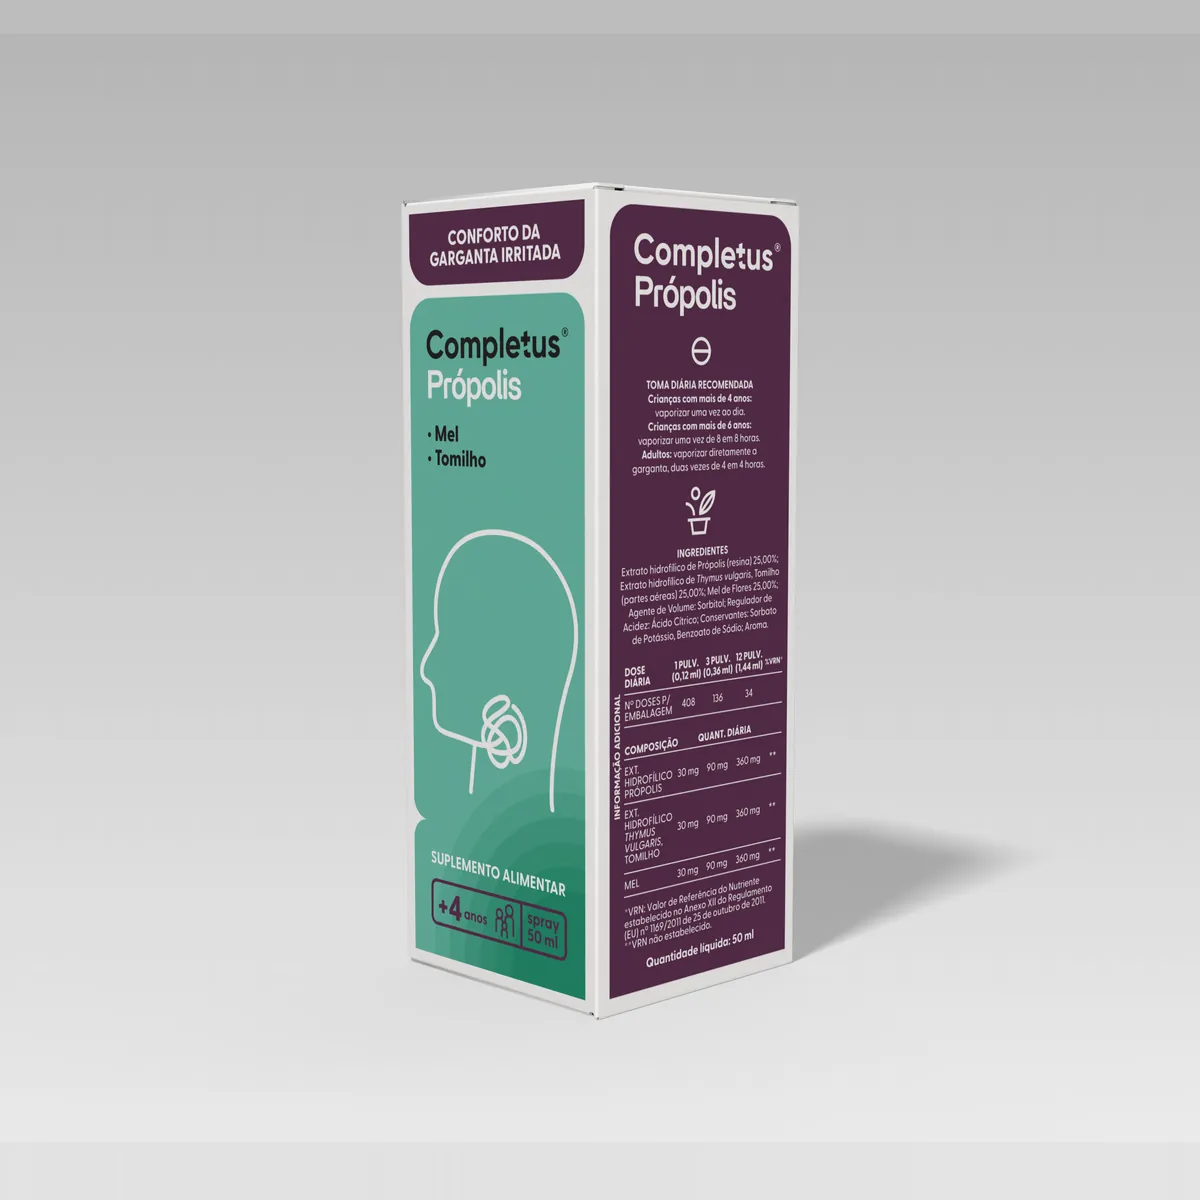 CONFORTO DA
GARGANTA IRRITADA
Completus®
Própolis
• Mel
• Tomilho
SUPLEMENTO ALIMENTAR
+4 anos
spray
50 ml
Completus®
Própolis
TOMA DIÁRIA RECOMENDADA
Crianças com mais de 4 anos:
vaporizar uma vez ao dia.
Crianças com mais de 6 anos:
vaporizar uma vez de 8 em 8 horas.
Adultos: vaporizar diretamente a
garganta, duas vezes de 4 em 4 horas.
INGREDIENTES
Extrato hidrofílico de Própolis (resina) 25,00%;
Extrato hidrofílico de Thymus vulgaris, Tomilho
(partes aéreas) 25,00%; Mel de Flores 25,00%;
Agente de Volume: Sorbitol; Regulador de
Acidez: Ácido Cítrico; Conservantes: Sorbato
de Potássio, Benzoato de Sódio; Aroma.
INFORMAÇÃO ADICIONAL
DOSE DIÁRIA 1 PULV. (0,12 ml) 3 PULV. (0,36 ml) 12 PULV. (1,44 ml) %VRN*
Nº DOSES P/ EMBALAGEM 408 136 34
COMPOSIÇÃO QUANT. DIÁRIA
EXT. HIDROFÍLICO PRÓPOLIS 30 mg 90 mg 360 mg **
EXT. HIDROFÍLICO THYMUS VULGARIS, TOMILHO 30 mg 90 mg 360 mg **
MEL 30 mg 90 mg 360 mg **
*VRN: Valor de Referência do Nutriente
estabelecido no Anexo XII do Regulamento
(EU) nº 1169/2011 de 25 de outubro de 2011.
**VRN não estabelecido.
Quantidade líquida: 50 ml